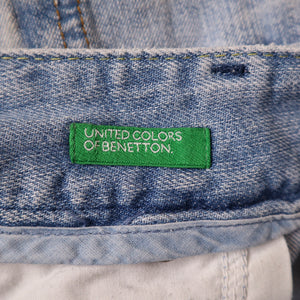 UNITED COLORS
OF BENETTON.